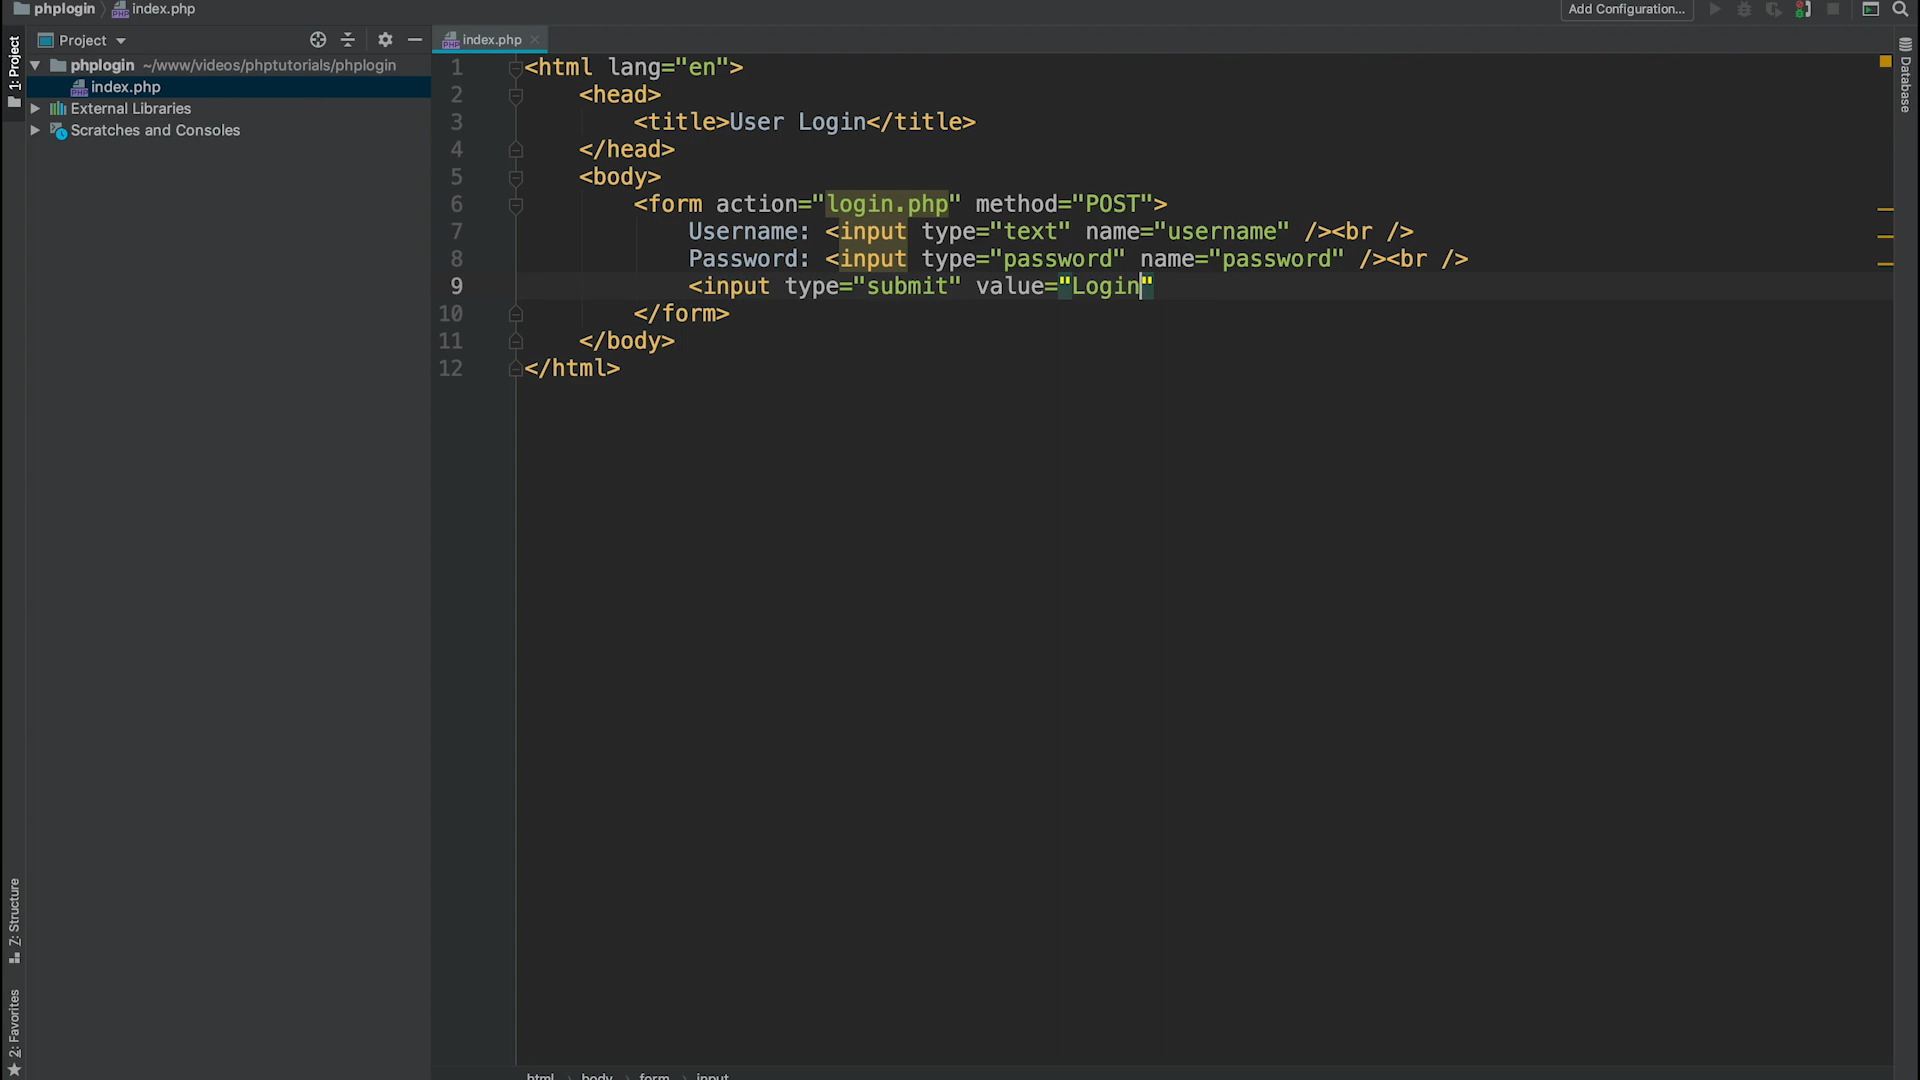 phplogin index.php
Add Configuration...
1: Project
Project
index.php
Database
phplogin ~/www/videos/phptutorials/phplogin
index.php
External Libraries
Scratches and Consoles
1 <html lang="en">
2 <head>
3 <title>User Login</title>
4 </head>
5 <body>
6 <form action="login.php" method="POST">
7 Username: <input type="text" name="username" /><br />
8 Password: <input type="password" name="password" /><br />
9 <input type="submit" value="Login"
10 </form>
11 </body>
12 </html>
7: Structure
2: Favorites
html body form input